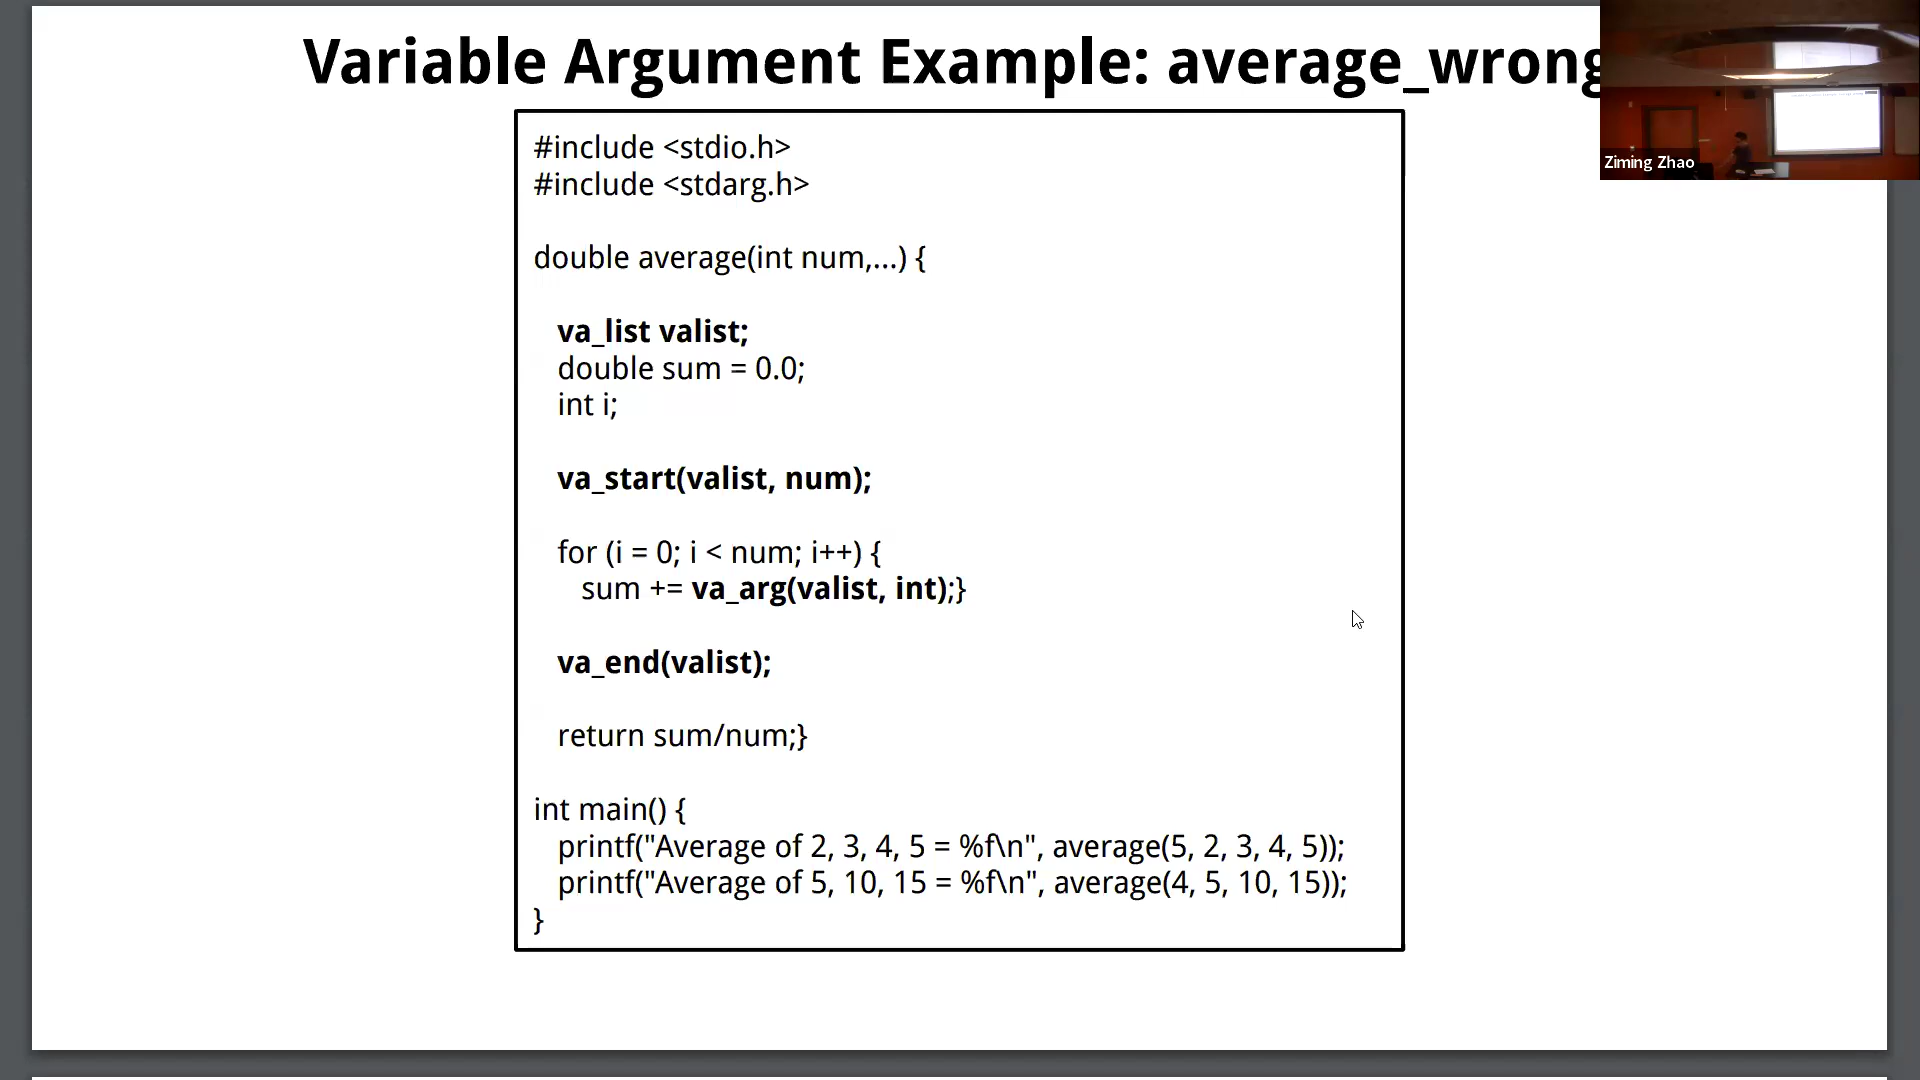 Variable Argument Example: average_wrong
#include <stdio.h>
#include <stdarg.h>
double average(int num,...) {
va_list valist;
double sum = 0.0;
int i;
va_start(valist, num);
for (i = 0; i < num; i++) {
sum += va_arg(valist, int);}
va_end(valist);
return sum/num;}
int main() {
printf("Average of 2, 3, 4, 5 = %f\n", average(5, 2, 3, 4, 5));
printf("Average of 5, 10, 15 = %f\n", average(4, 5, 10, 15));
}
Ziming Zhao